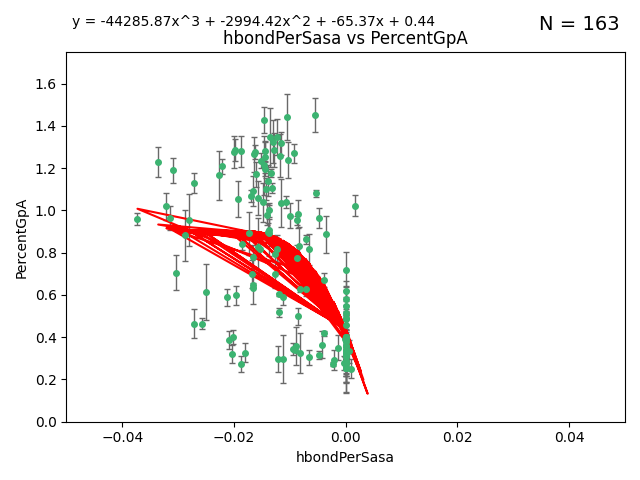 y = -44285.87x^3 + -2994.42x^2 + -65.37x + 0.44
N = 163
hbondPerSasa vs PercentGpA
1.6
1.4
1.2
1.0
0.8
0.6
0.4
0.2
0.0
PercentGpA
−0.04 −0.02 0.00 0.02 0.04
hbondPerSasa